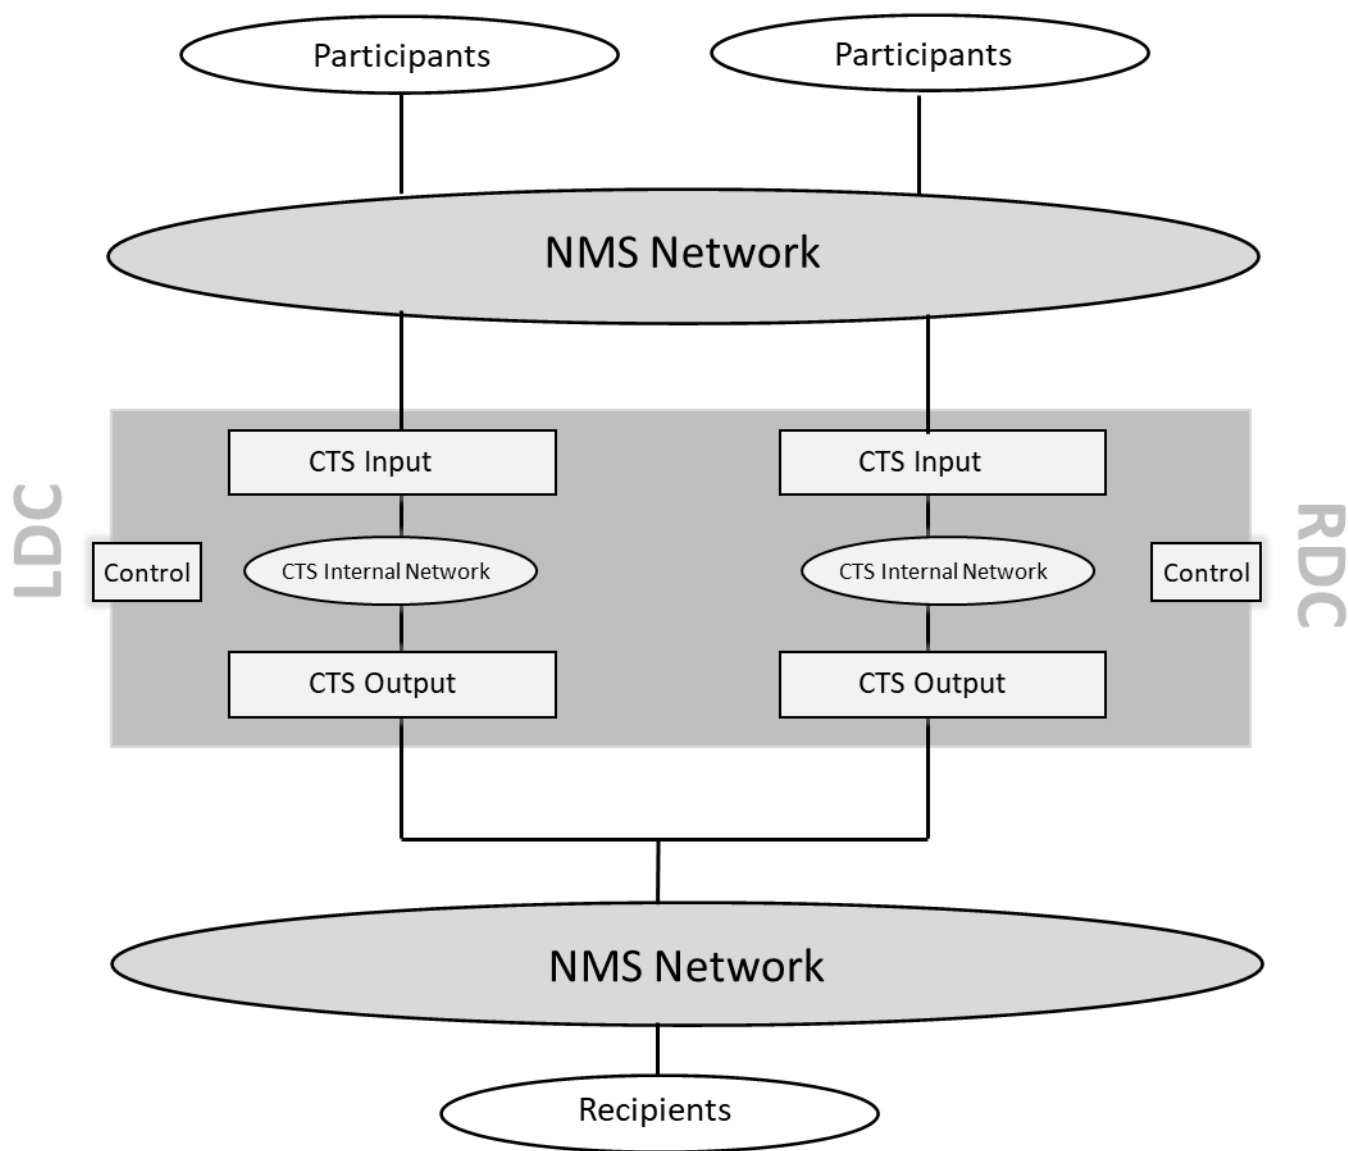 Participants
Participants
NMS Network
CTS Input
CTS Input
LDC
Control
CTS Internal Network
CTS Internal Network
Control
RDC
CTS Output
CTS Output
NMS Network
Recipients